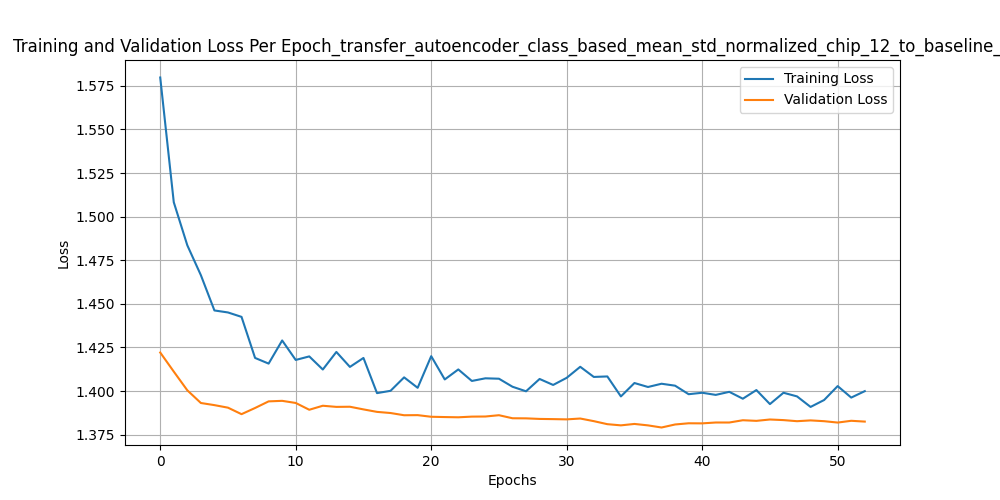 Training and Validation Loss Per Epoch_transfer_autoencoder_class_based_mean_std_normalized_chip_12_to_baseline_
Training Loss
Validation Loss
1.575
1.550
1.525
1.500
1.475
1.450
1.425
1.400
1.375
Loss
0 10 20 30 40 50
Epochs